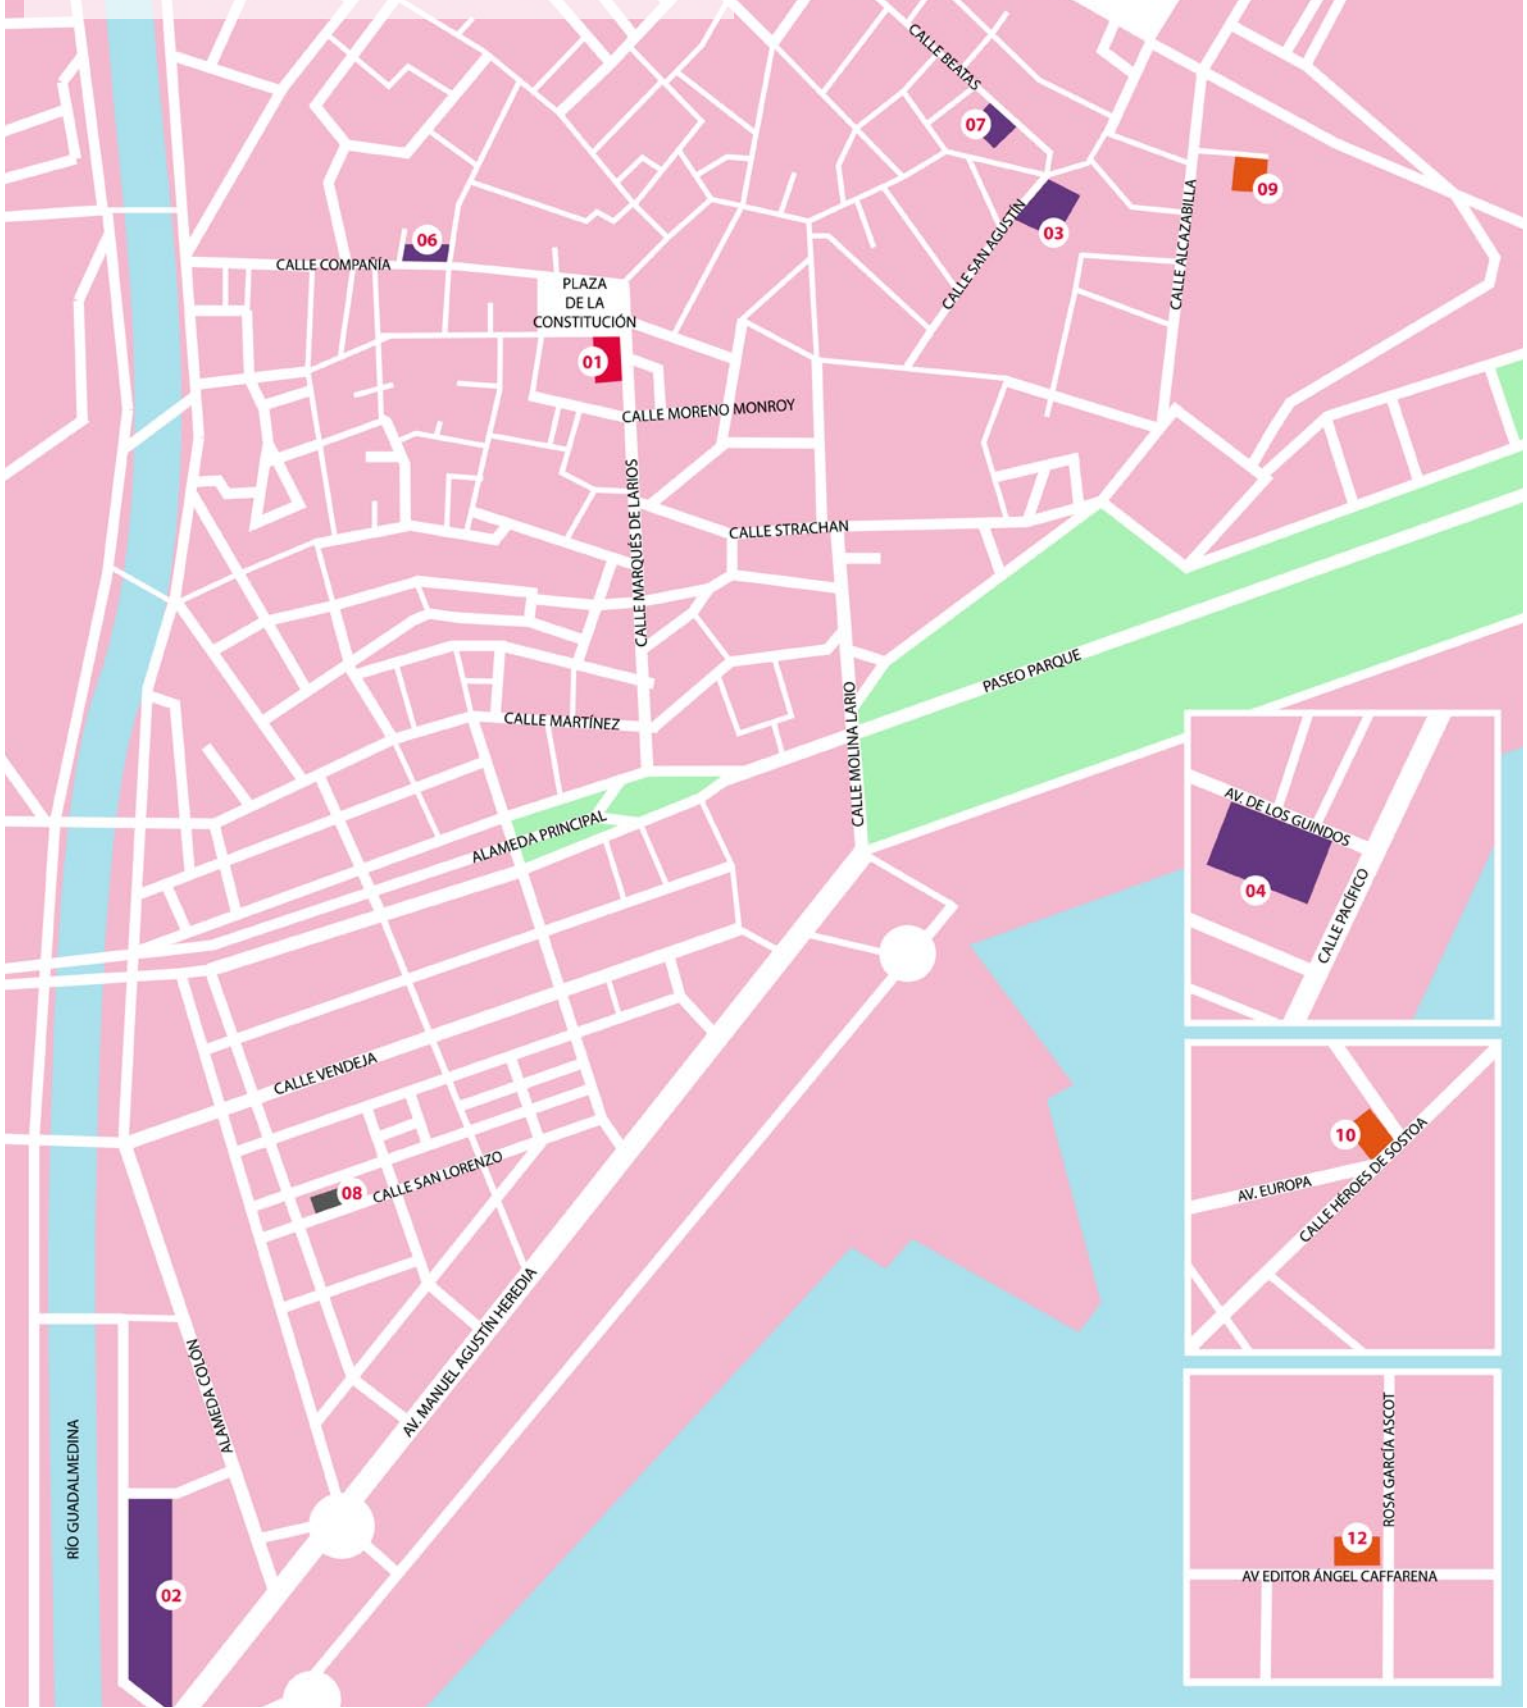 CALLE BEATAS
07
09
03
CALLE SAN AGUSTÍN
CALLE ALCAZABILLA
06
CALLE COMPAÑÍA
PLAZA
DE LA
CONSTITUCIÓN
01
CALLE MORENO MONROY
CALLE MARQUÉS DE LARIOS
CALLE STRACHAN
PASEO PARQUE
CALLE MOLINA LARIO
CALLE MARTÍNEZ
ALAMEDA PRINCIPAL
AV. DE LOS GUINDOS
04
CALLE PACÍFICO
CALLE VENDEJA
CALLE SAN LORENZO
08
10
AV. EUROPA
CALLE HÉROES DE SOSTOA
AV. MANUEL AGUSTÍN HEREDIA
ALAMEDA COLÓN
RÍO GUADALMEDINA
02
ROSA GARCÍA ASCOT
12
AV EDITOR ÁNGEL CAFFARENA